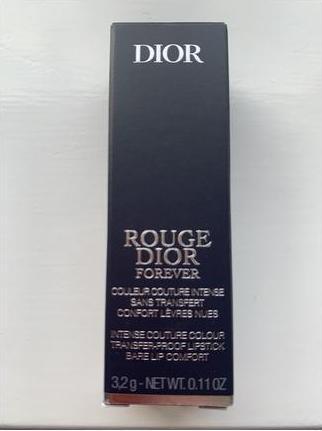 DIOR
ROUGE
DIOR
FOREVER
COULEUR COUTURE INTENSE
SANS TRANSFERT
CONFORT LÈVRES NUES
INTENSE COUTURE COLOUR
TRANSFER-PROOF LIPSTICK
BARE LIP COMFORT
3,2 g - NET WT. 0.11 OZ